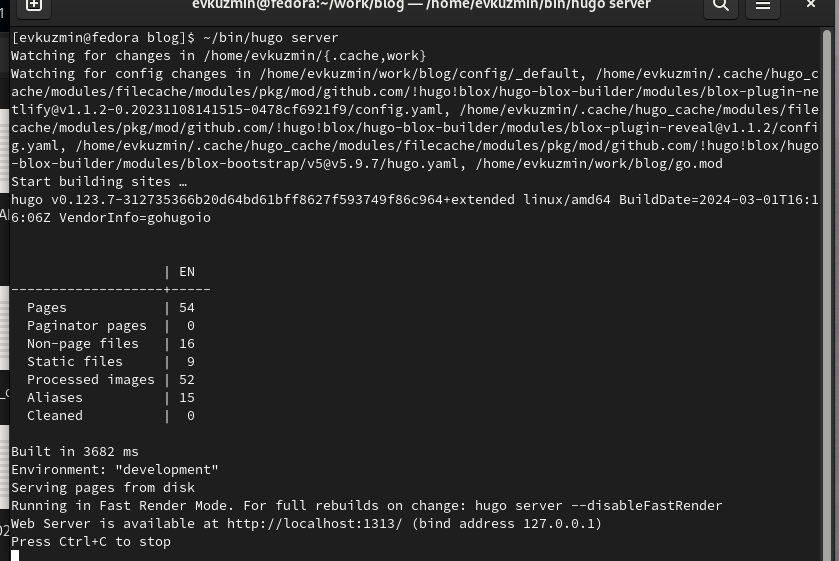 evkuzmin@fedora:~/work/blog — /home/evkuzmin/bin/hugo server
[evkuzmin@fedora blog]$ ~/bin/hugo server
Watching for changes in /home/evkuzmin/{.cache,work}
Watching for config changes in /home/evkuzmin/work/blog/config/_default, /home/evkuzmin/.cache/hugo_c
ache/modules/filecache/modules/pkg/mod/github.com/!hugo!blox/hugo-blox-builder/modules/blox-plugin-ne
tlify@v1.1.2-0.20231108141515-0478cf6921f9/config.yaml, /home/evkuzmin/.cache/hugo_cache/modules/file
cache/modules/pkg/mod/github.com/!hugo!blox/hugo-blox-builder/modules/blox-plugin-reveal@v1.1.2/confi
g.yaml, /home/evkuzmin/.cache/hugo_cache/modules/filecache/modules/pkg/mod/github.com/!hugo!blox/hugo
-blox-builder/modules/blox-bootstrap/v5@v5.9.7/hugo.yaml, /home/evkuzmin/work/blog/go.mod
Start building sites …
hugo v0.123.7-312735366b20d64bd61bff8627f593749f86c964+extended linux/amd64 BuildDate=2024-03-01T16:1
6:06Z VendorInfo=gohugoio
                   | EN
-------------------+-----
  Pages            | 54
  Paginator pages  |  0
  Non-page files   | 16
  Static files     |  9
  Processed images | 52
  Aliases          | 15
  Cleaned          |  0
Built in 3682 ms
Environment: "development"
Serving pages from disk
Running in Fast Render Mode. For full rebuilds on change: hugo server --disableFastRender
Web Server is available at http://localhost:1313/ (bind address 127.0.0.1)
Press Ctrl+C to stop